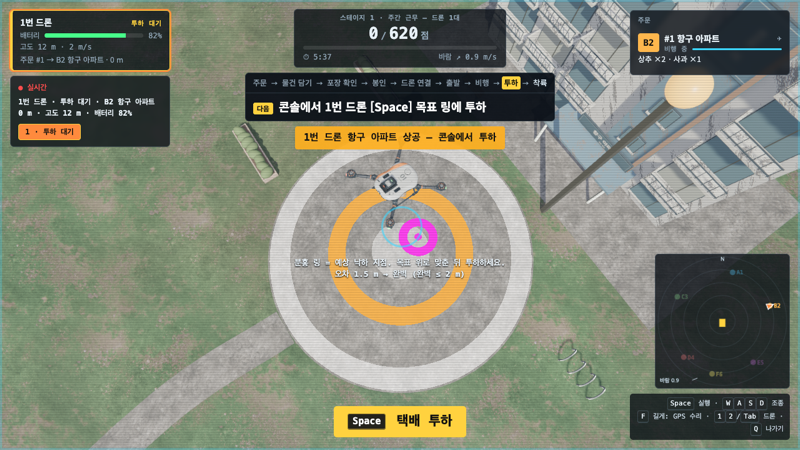 1번 드론 투하 대기
배터리 82%
고도 12 m · 2 m/s
주문 #1 → B2 항구 아파트 · 0 m
실시간
1번 드론 · 투하 대기 · B2 항구 아파트
0 m · 고도 12 m · 배터리 82%
1 · 투하 대기
스테이지 1 · 주간 근무 — 드론 1대
0/620점
5:37
바람 ↗ 0.9 m/s
주문 → 물건 담기 → 포장 확인 → 봉인 → 드론 연결 → 출발 → 비행 → 투하 → 착륙
다음 콘솔에서 1번 드론 [Space] 목표 링에 투하
1번 드론 항구 아파트 상공 — 콘솔에서 투하
주문
B2 #1 항구 아파트
비행 중
상추 ×2 · 사과 ×1
분홍 링 = 예상 낙하 지점. 목표 위로 맞춘 뒤 투하하세요.
오차 1.5 m → 완벽 (완벽 ≤ 2 m)
Space 택배 투하
N
A1
C3
B2
D4
E5
바람 0.9
Space 실행 · W A S D 조종
F 길게: GPS 수리 · 1 2 / Tab 드론 ·
Q 나가기